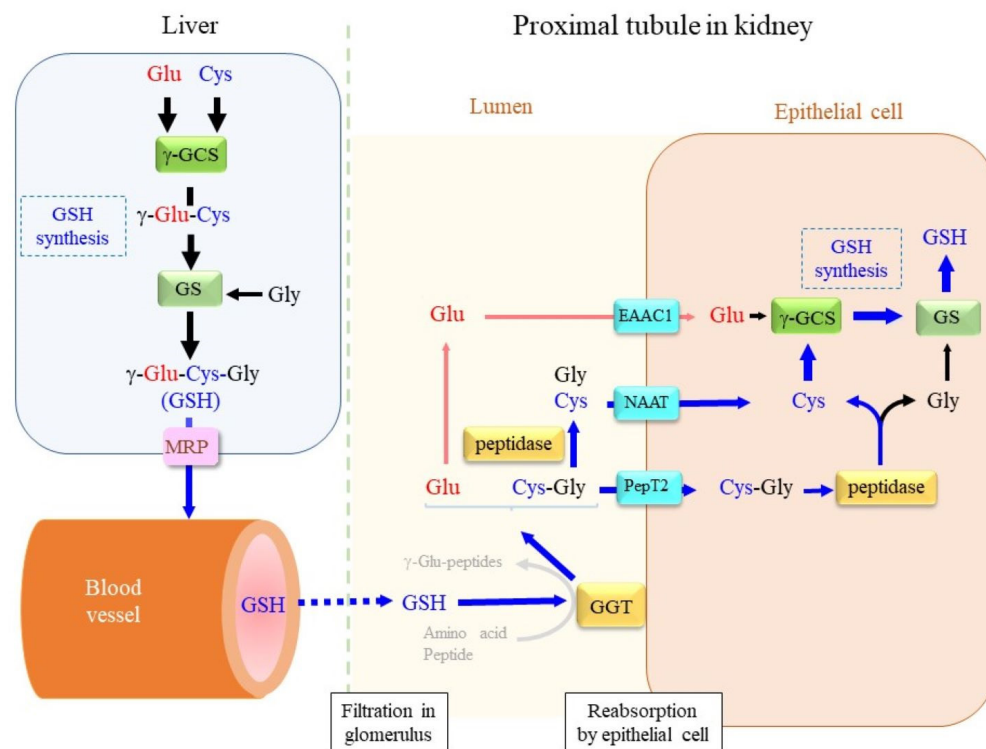 Liver
Proximal tubule in kidney
Glu Cys
γ-GCS
γ-Glu-Cys
GSH
synthesis
GS
Gly
γ-Glu-Cys-Gly
(GSH)
MRP
Blood
vessel
GSH
Lumen
Epithelial cell
GSH
synthesis
GSH
Glu
EAAC1
Glu
γ-GCS
GS
Gly
Cys
NAAT
Cys
Gly
peptidase
Glu
Cys-Gly
PepT2
Cys-Gly
peptidase
γ-Glu-peptides
GSH
GGT
Amino acid
Peptide
Filtration in
glomerulus
Reabsorption
by epithelial cell